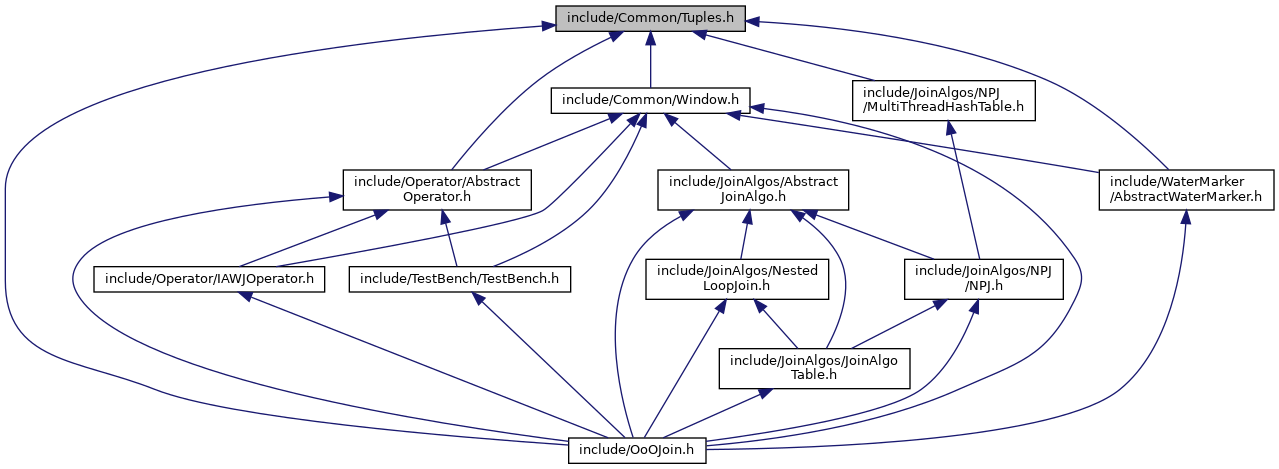 include/Common/Tuples.h
include/Common/Window.h
include/JoinAlgos/NPJ
/MultiThreadHashTable.h
include/Operator/Abstract
Operator.h
include/JoinAlgos/Abstract
JoinAlgo.h
include/WaterMarker
/AbstractWaterMarker.h
include/Operator/IAWJOperator.h
include/TestBench/TestBench.h
include/JoinAlgos/Nested
LoopJoin.h
include/JoinAlgos/NPJ
/NPJ.h
include/JoinAlgos/JoinAlgo
Table.h
include/OoOJoin.h